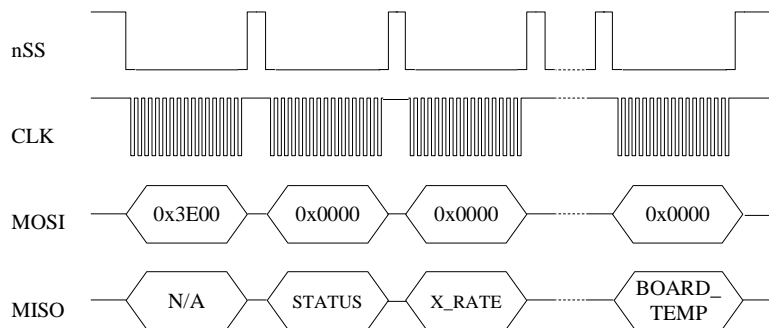 nSS
CLK
MOSI
0x3E00
0x0000
0x0000
0x0000
MISO
N/A
STATUS
X_RATE
BOARD_
TEMP